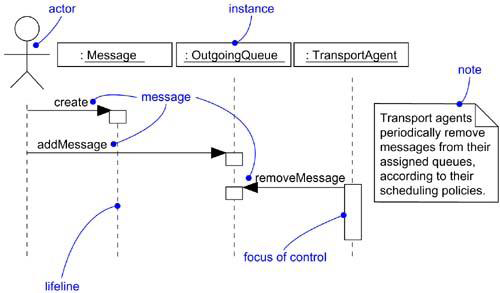 actor
instance
: Message
: OutgoingQueue
: TransportAgent
note
create
message
addMessage
removeMessage
Transport agents
periodically remove
messages from their
assigned queues,
according to their
scheduling policies.
focus of control
lifeline